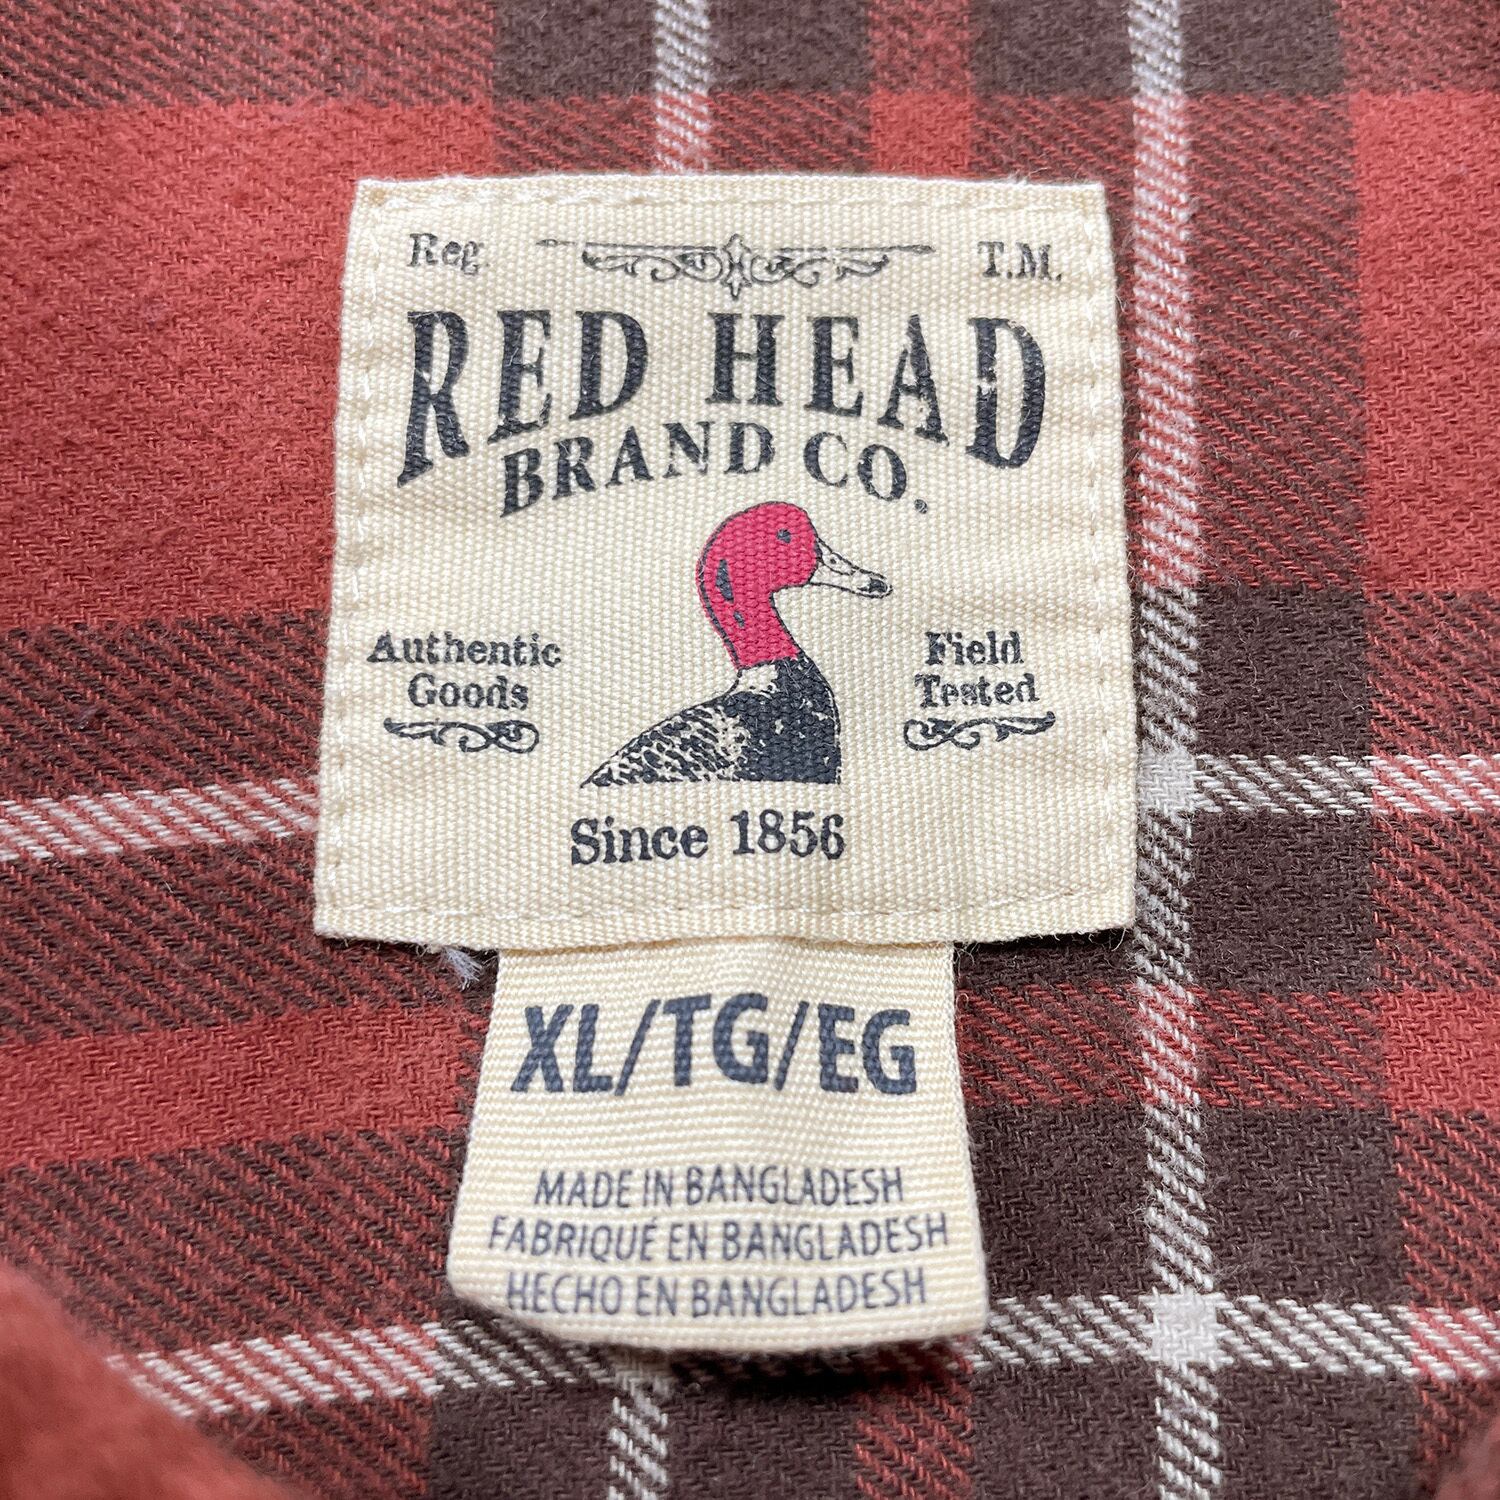 Reg T.M.
RED HEAD
BRAND CO.
Authentic
Goods
Field
Tested
Since 1856
XL/TG/EG
MADE IN BANGLADESH
FABRIQUÉ EN BANGLADESH
HECHO EN BANGLADESH